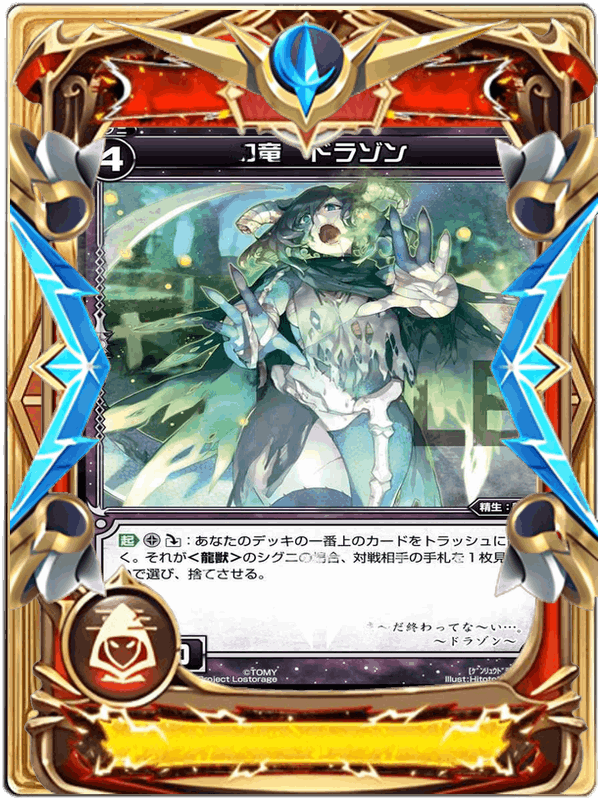 4
竜 ドラゾン
LE
精生：
起 ：あなたのデッキの一番上のカードをトラッシュに
く。それが<龍獣>のシグニの場合、対戦相手の手札を１枚見
で選び、捨てさせる。
だ終わってな〜い…。
〜ドラゾン〜
©TOMY
Project Lostorage
Illust:Hitoto